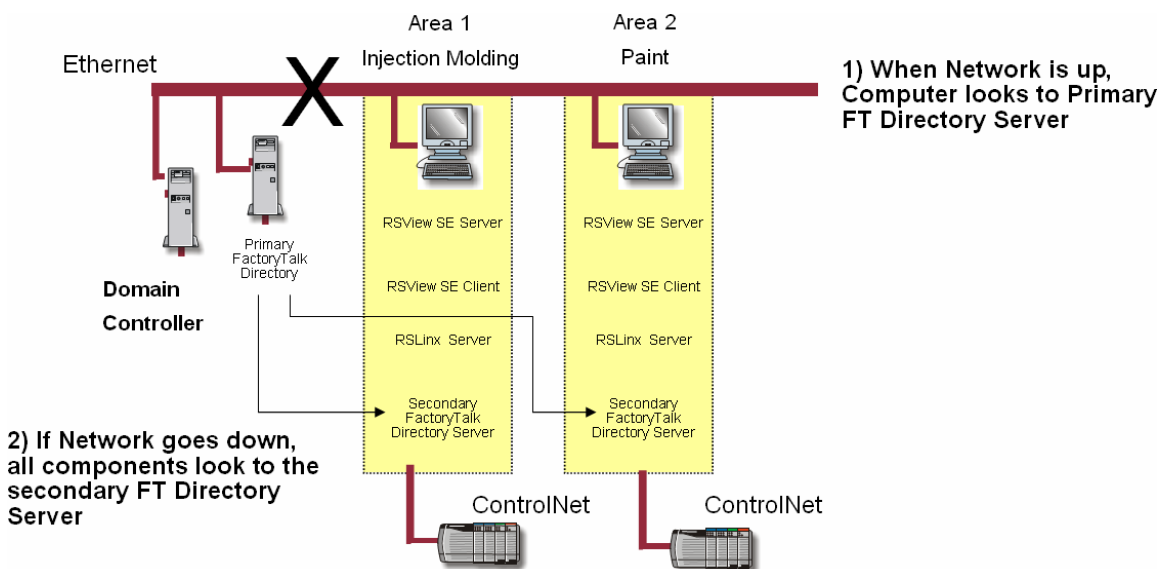 Area 1
Injection Molding
Area 2
Paint
Ethernet
1) When Network is up,
Computer looks to Primary
FT Directory Server
Primary
FactoryTalk
Directory
Domain
Controller
RSView SE Server
RSView SE Client
RSLinx Server
Secondary
FactoryTalk
Directory Server
RSView SE Server
RSView SE Client
RSLinx Server
Secondary
FactoryTalk
Directory Server
2) If Network goes down,
all components look to the
secondary FT Directory
Server
ControlNet
ControlNet